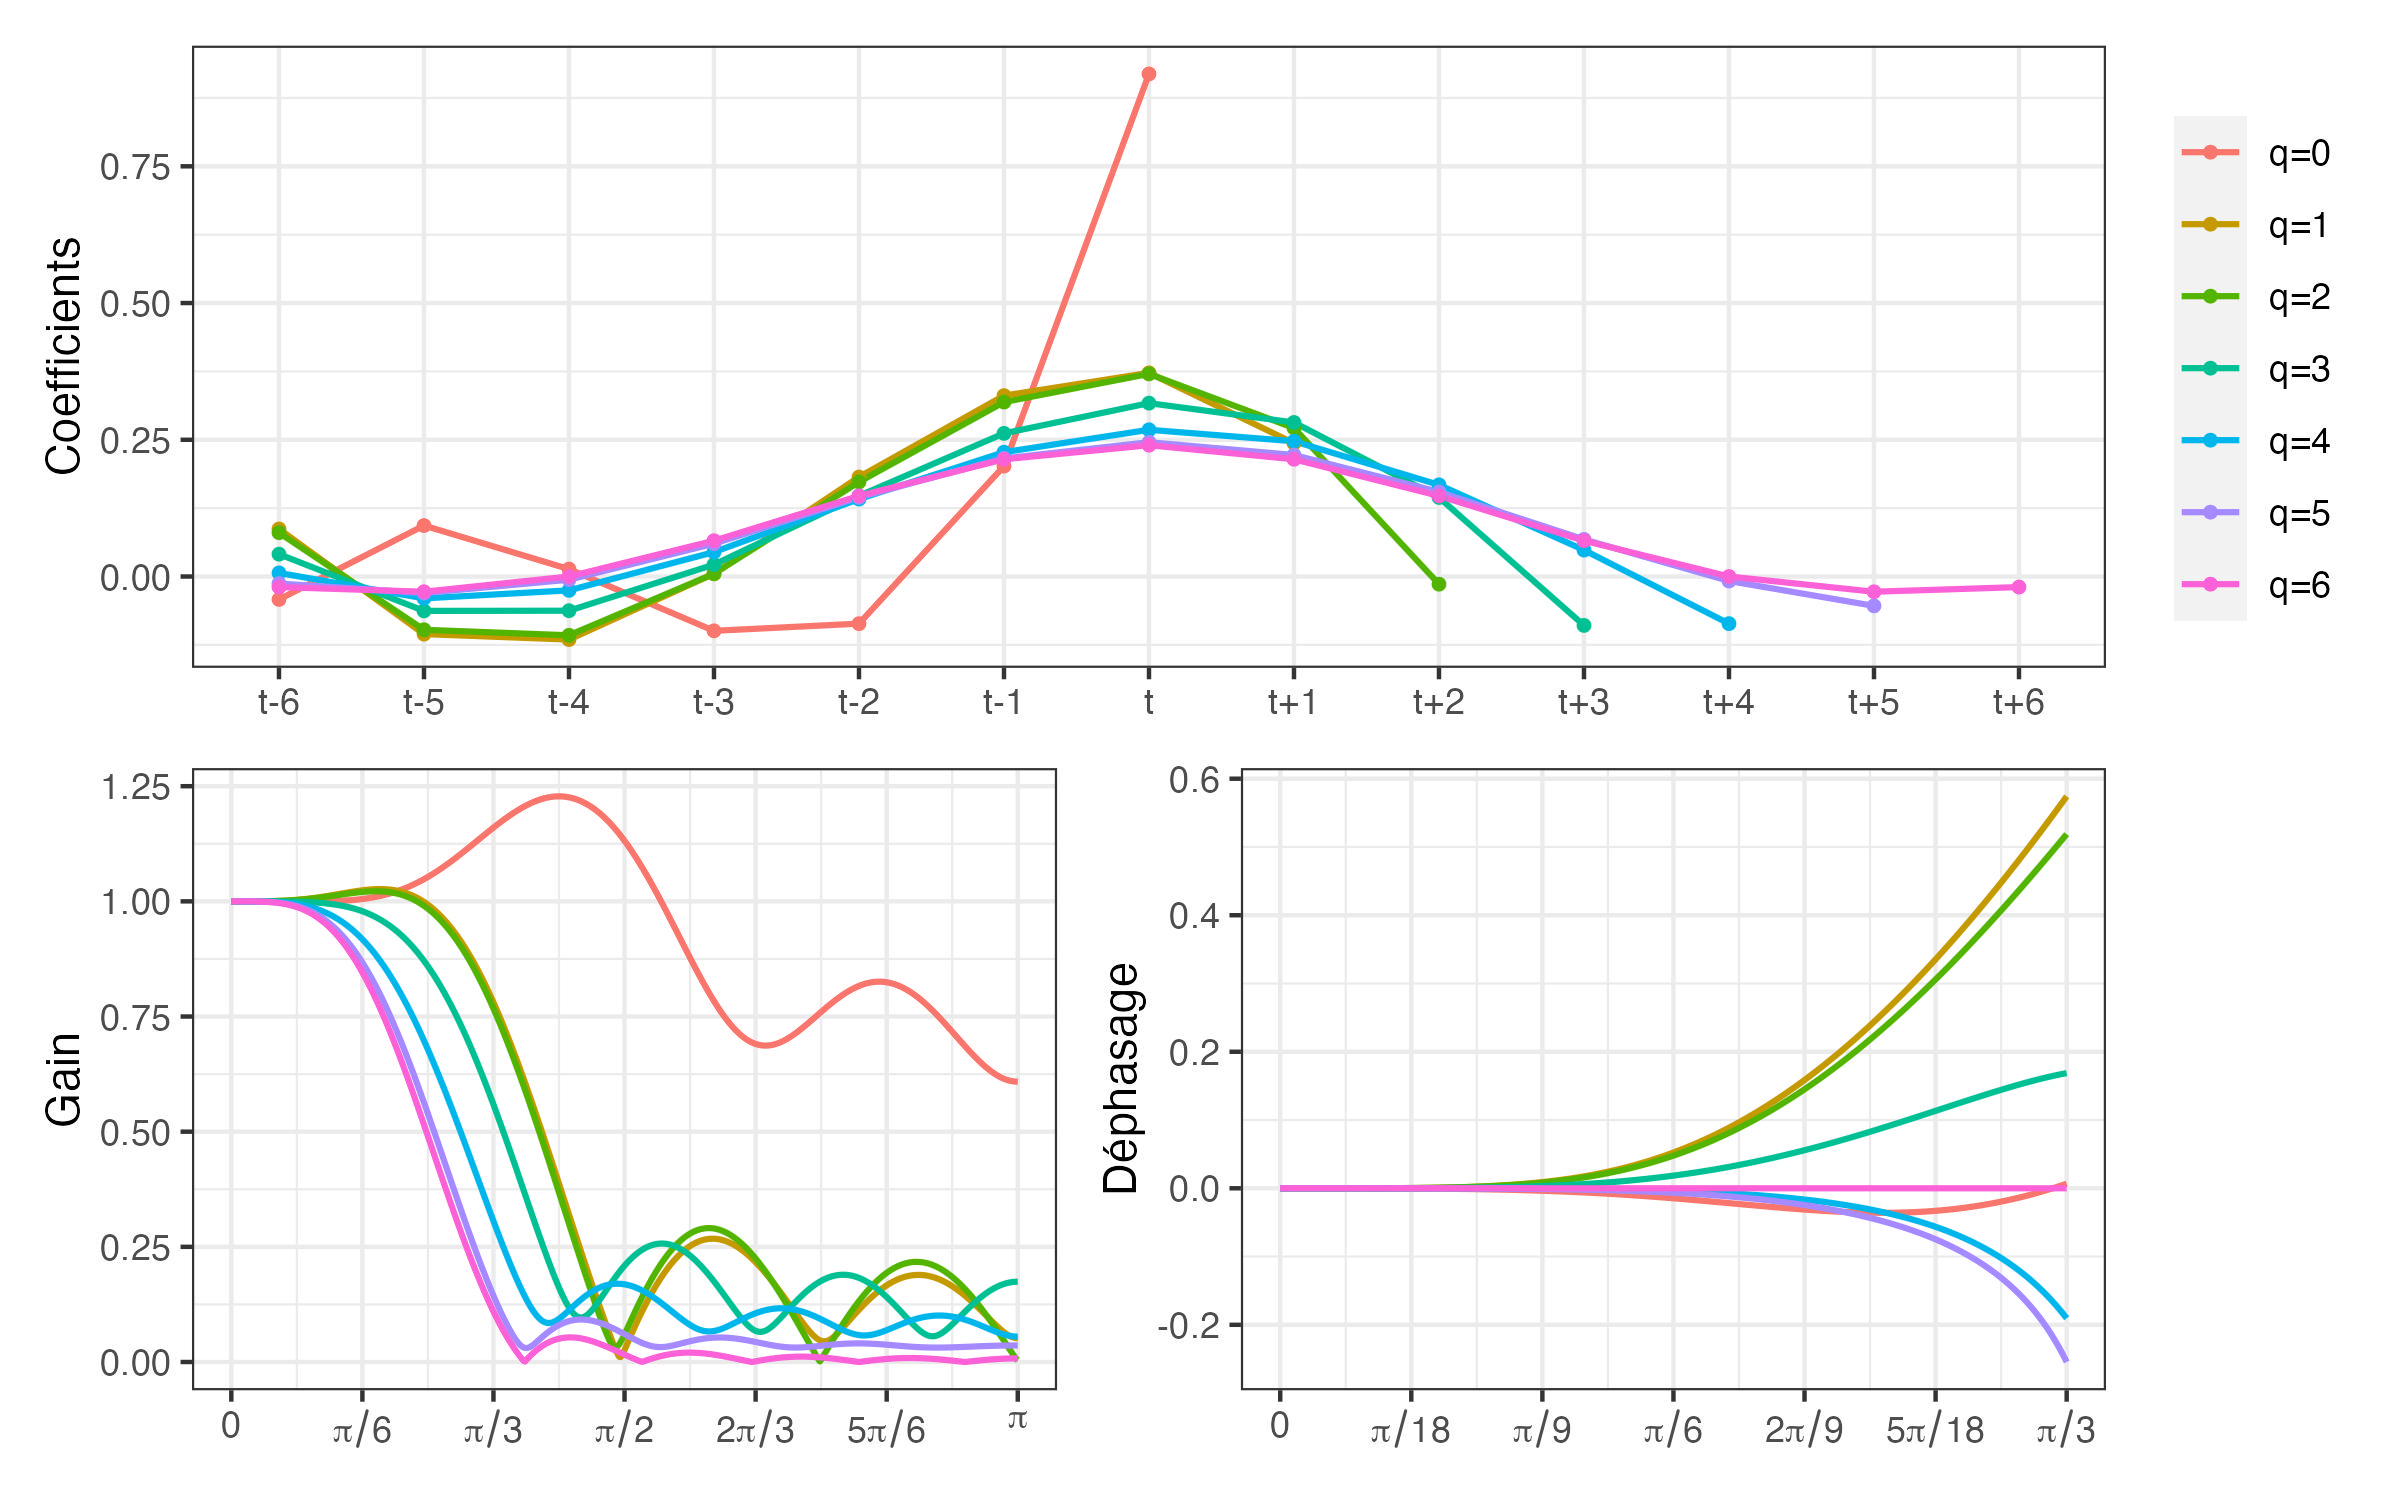 Coefficients
0.75
0.50
0.25
0.00
t-6 t-5 t-4 t-3 t-2 t-1 t t+1 t+2 t+3 t+4 t+5 t+6
q=0
q=1
q=2
q=3
q=4
q=5
q=6
Gain
1.25
1.00
0.75
0.50
0.25
0.00
0 π/6 π/3 π/2 2π/3 5π/6 π
Déphasage
0.6
0.4
0.2
0.0
-0.2
0 π/18 π/9 π/6 2π/9 5π/18 π/3